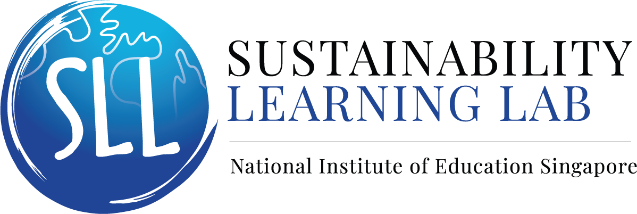 SLL
SUSTAINABILITY
LEARNING LAB
National Institute of Education Singapore